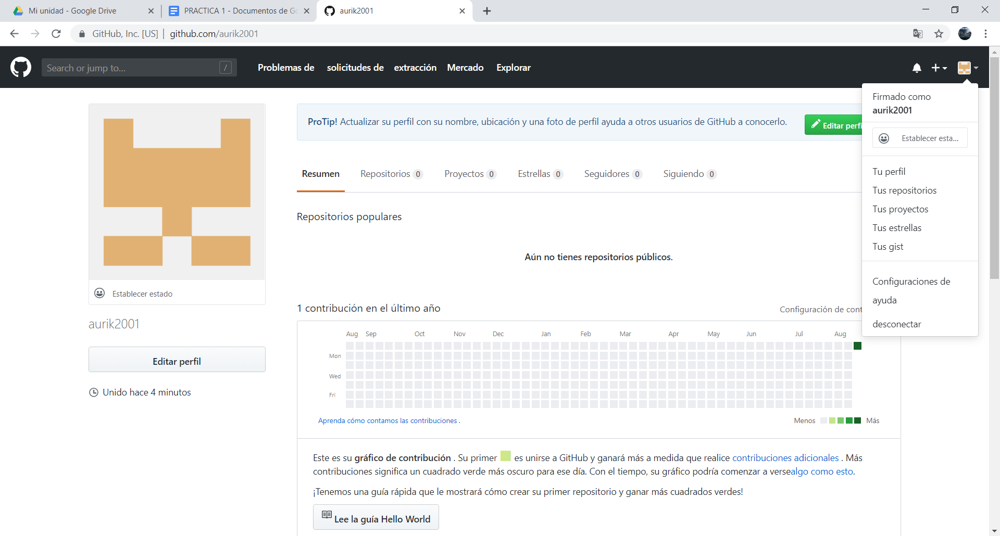 Mi unidad - Google Drive
PRACTICA 1 - Documentos de Go
aurik2001
GitHub, Inc. [US] | github.com/aurik2001
Search or jump to... /
Problemas de solicitudes de extracción Mercado Explorar
Firmado como
aurik2001
Establecer esta...
Tu perfil
Tus repositorios
Tus proyectos
Tus estrellas
Tus gist
Configuraciones de
ayuda
desconectar
ProTip! Actualizar su perfil con su nombre, ubicación y una foto de perfil ayuda a otros usuarios de GitHub a conocerlo.
Editar perfi
Resumen Repositorios 0 Proyectos 0 Estrellas 0 Seguidores 0 Siguiendo 0
Repositorios populares
Aún no tienes repositorios públicos.
Establecer estado
aurik2001
Editar perfil
Unido hace 4 minutos
1 contribución en el último año
Configuración de cont
Aug Sep Oct Nov Dec Jan Feb Mar Apr May Jun Jul Aug
Mon
Wed
Fri
Aprenda cómo contamos las contribuciones .
Menos Más
Este es su gráfico de contribución . Su primer es unirse a GitHub y ganará más a medida que realice contribuciones adicionales . Más
contribuciones significa un cuadrado verde más oscuro para ese día. Con el tiempo, su gráfico podría comenzar a versealgo como esto.
¡Tenemos una guía rápida que le mostrará cómo crear su primer repositorio y ganar más cuadrados verdes!
Lee la guía Hello World